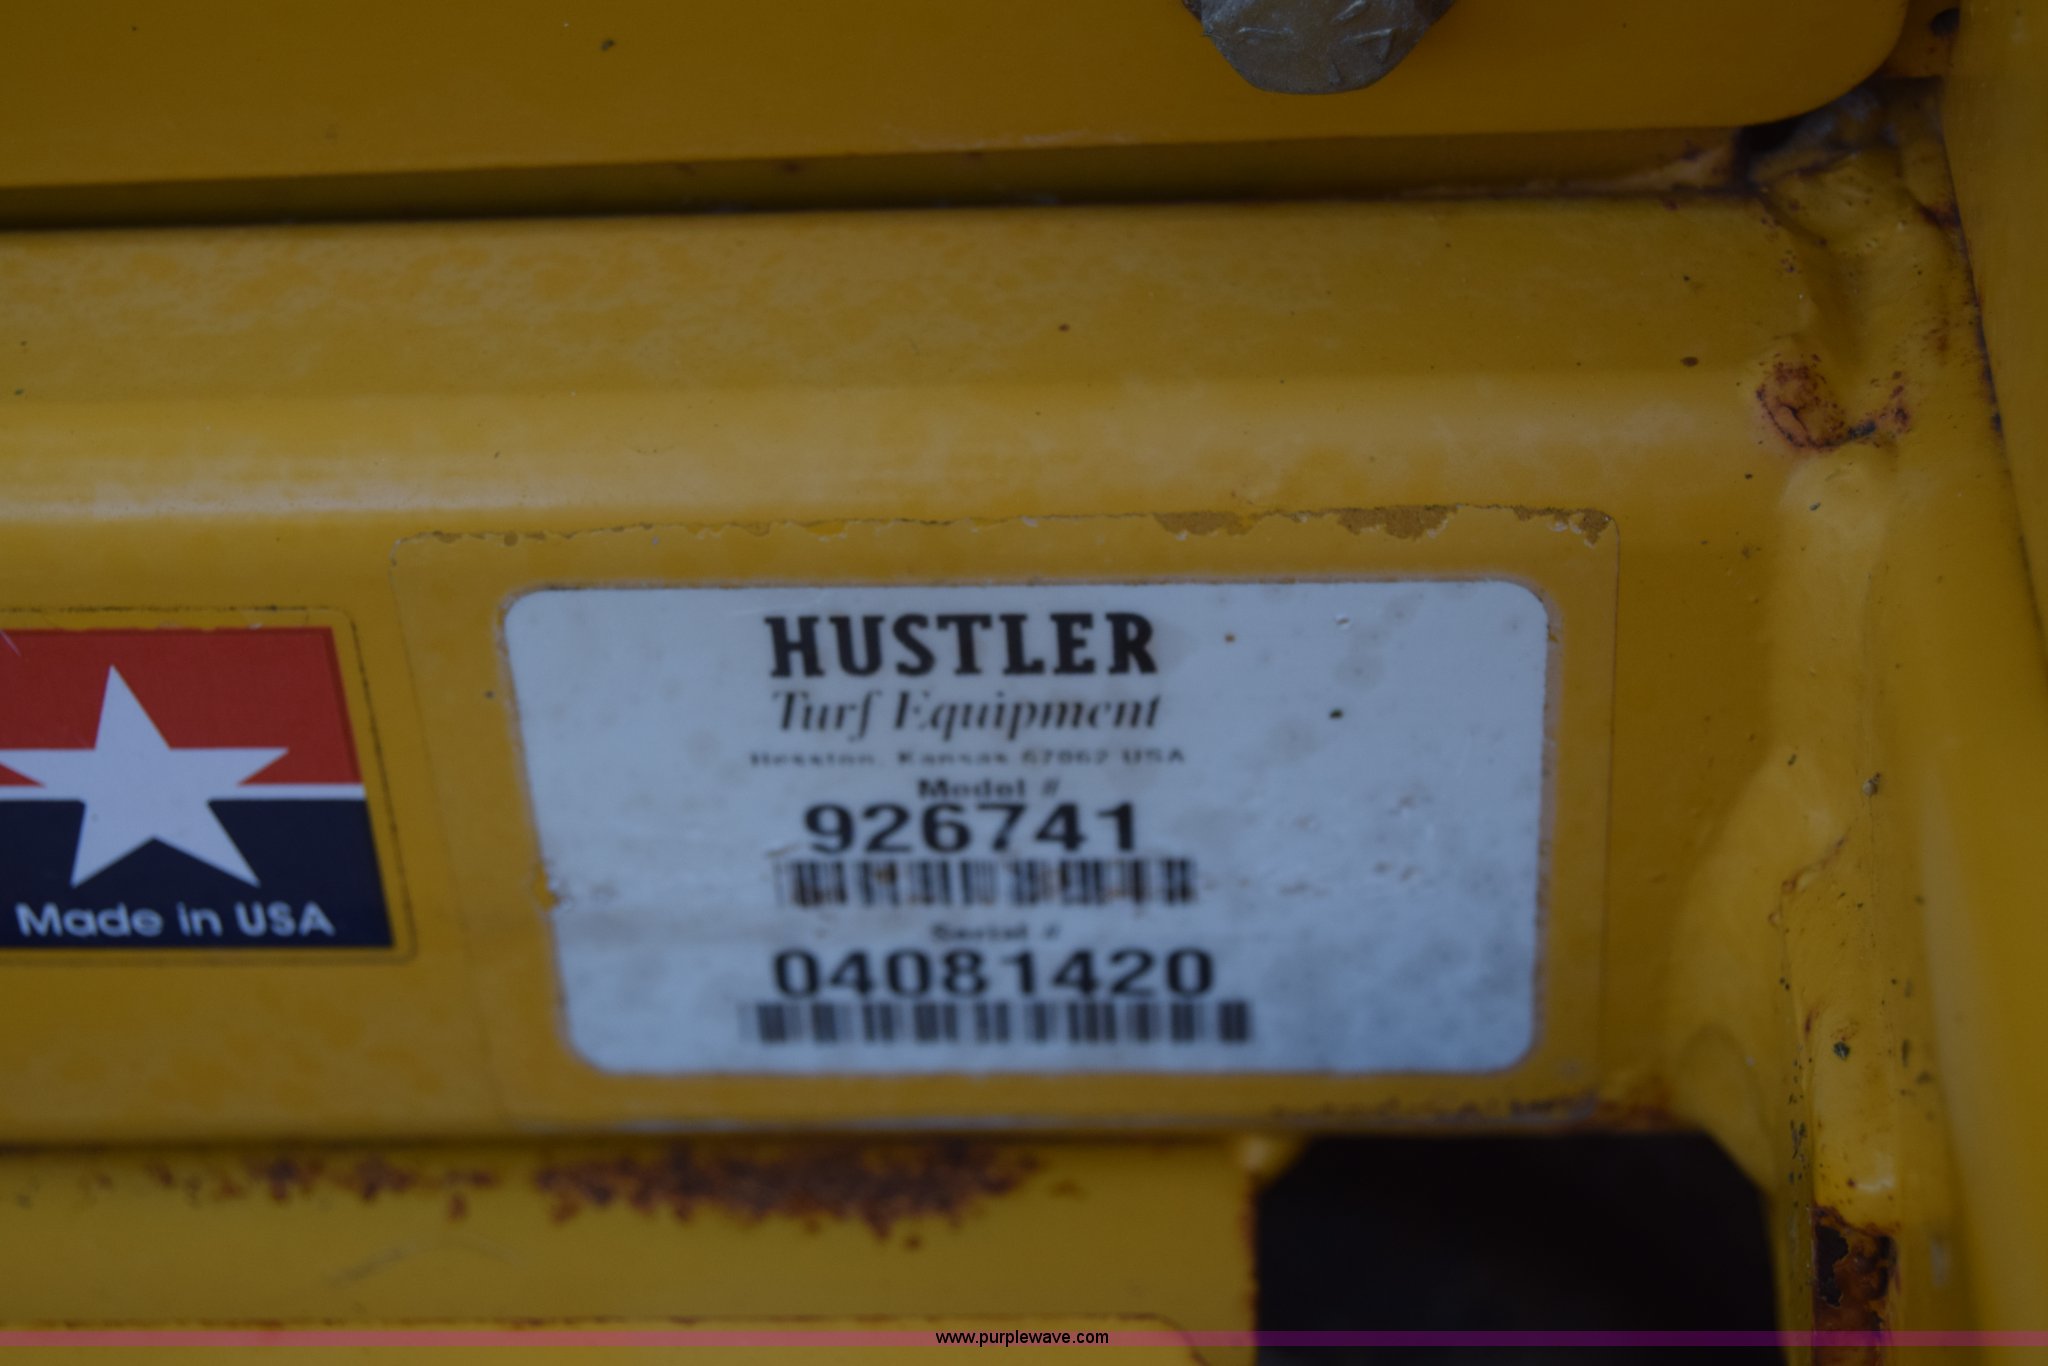 HUSTLER
Turf Equipment
Hesston, Kansas 67062 USA
Model #
926741
Serial #
04081420
Made in USA
www.purplewave.com